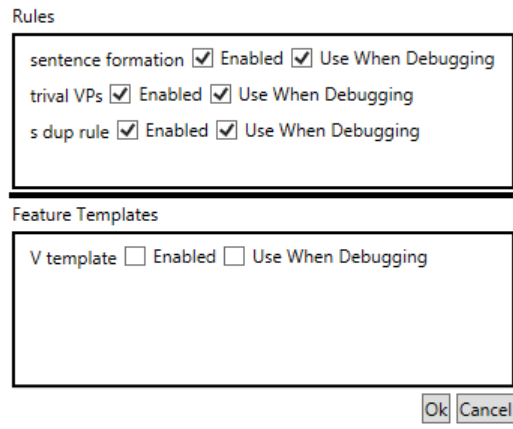 Rules
sentence formation Enabled Use When Debugging
trival VPs Enabled Use When Debugging
s dup rule Enabled Use When Debugging
Feature Templates
V template Enabled Use When Debugging
Ok Cancel